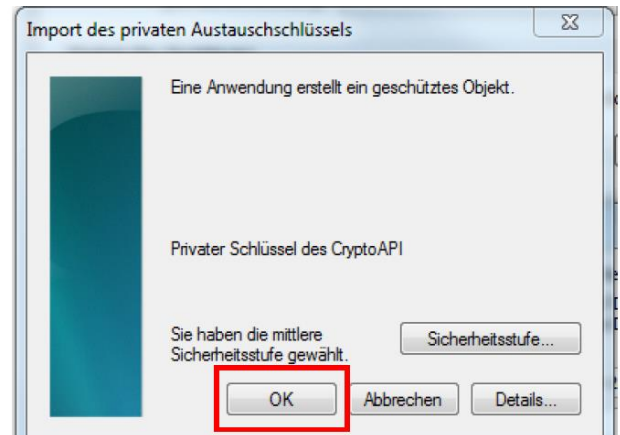 Import des privaten Austauschschlüssels
Eine Anwendung erstellt ein geschütztes Objekt.
Privater Schlüssel des CryptoAPI
Sie haben die mittlere
Sicherheitsstufe gewählt.
Sicherheitsstufe...
OK Abbrechen Details...